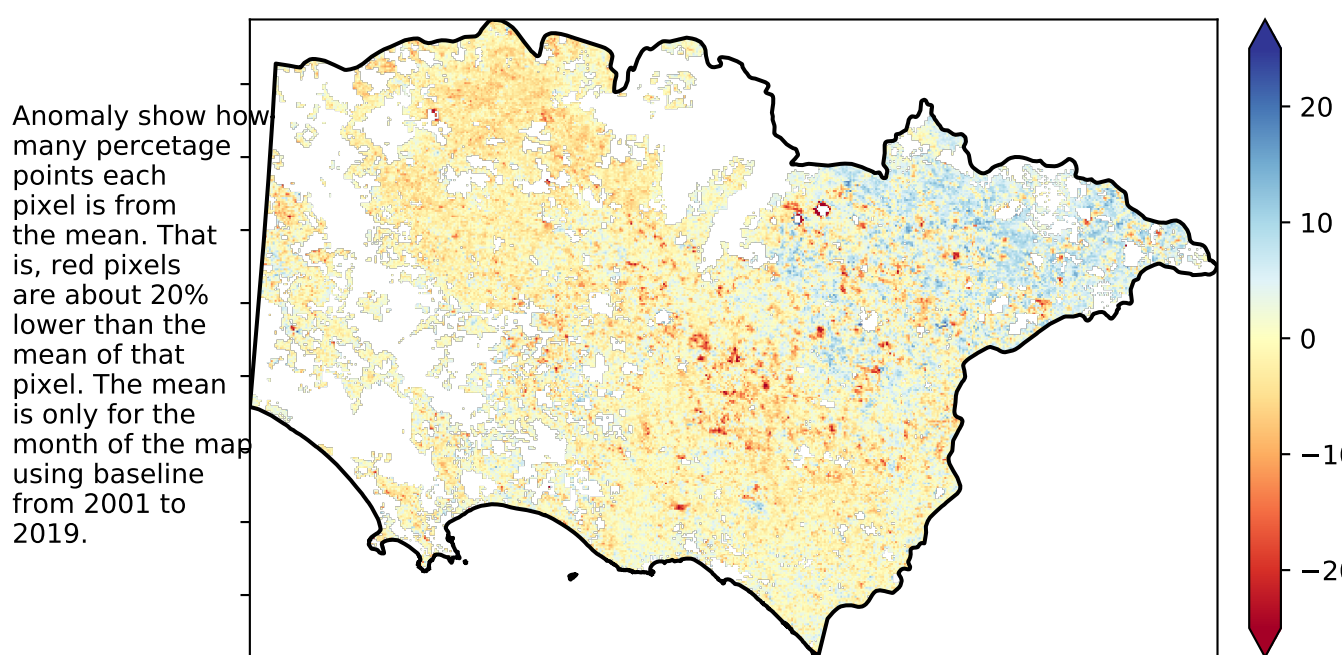 Anomaly show how
many percetage
points each
pixel is from
the mean. That
is, red pixels
are about 20%
lower than the
mean of that
pixel. The mean
is only for the
month of the map
using baseline
from 2001 to
2019.
20
10
0
−10
−20